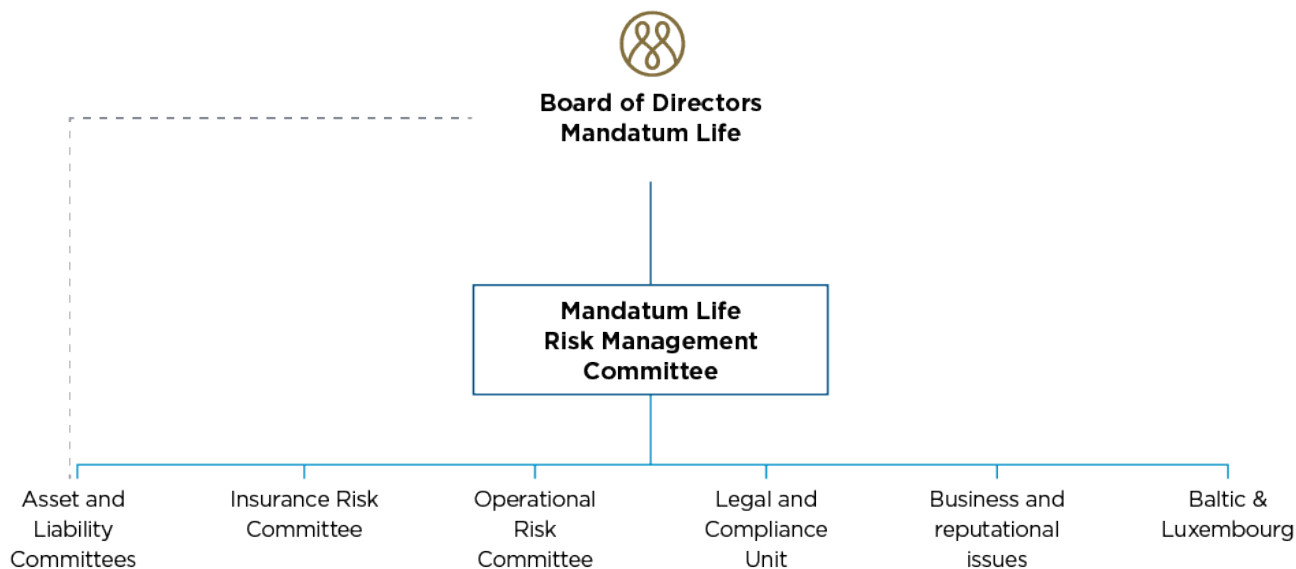 Board of Directors
Mandatum Life
Mandatum Life
Risk Management
Committee
Asset and
Liability
Committees
Insurance Risk
Committee
Operational
Risk
Committee
Legal and
Compliance
Unit
Business and
reputational
issues
Baltic &
Luxembourg